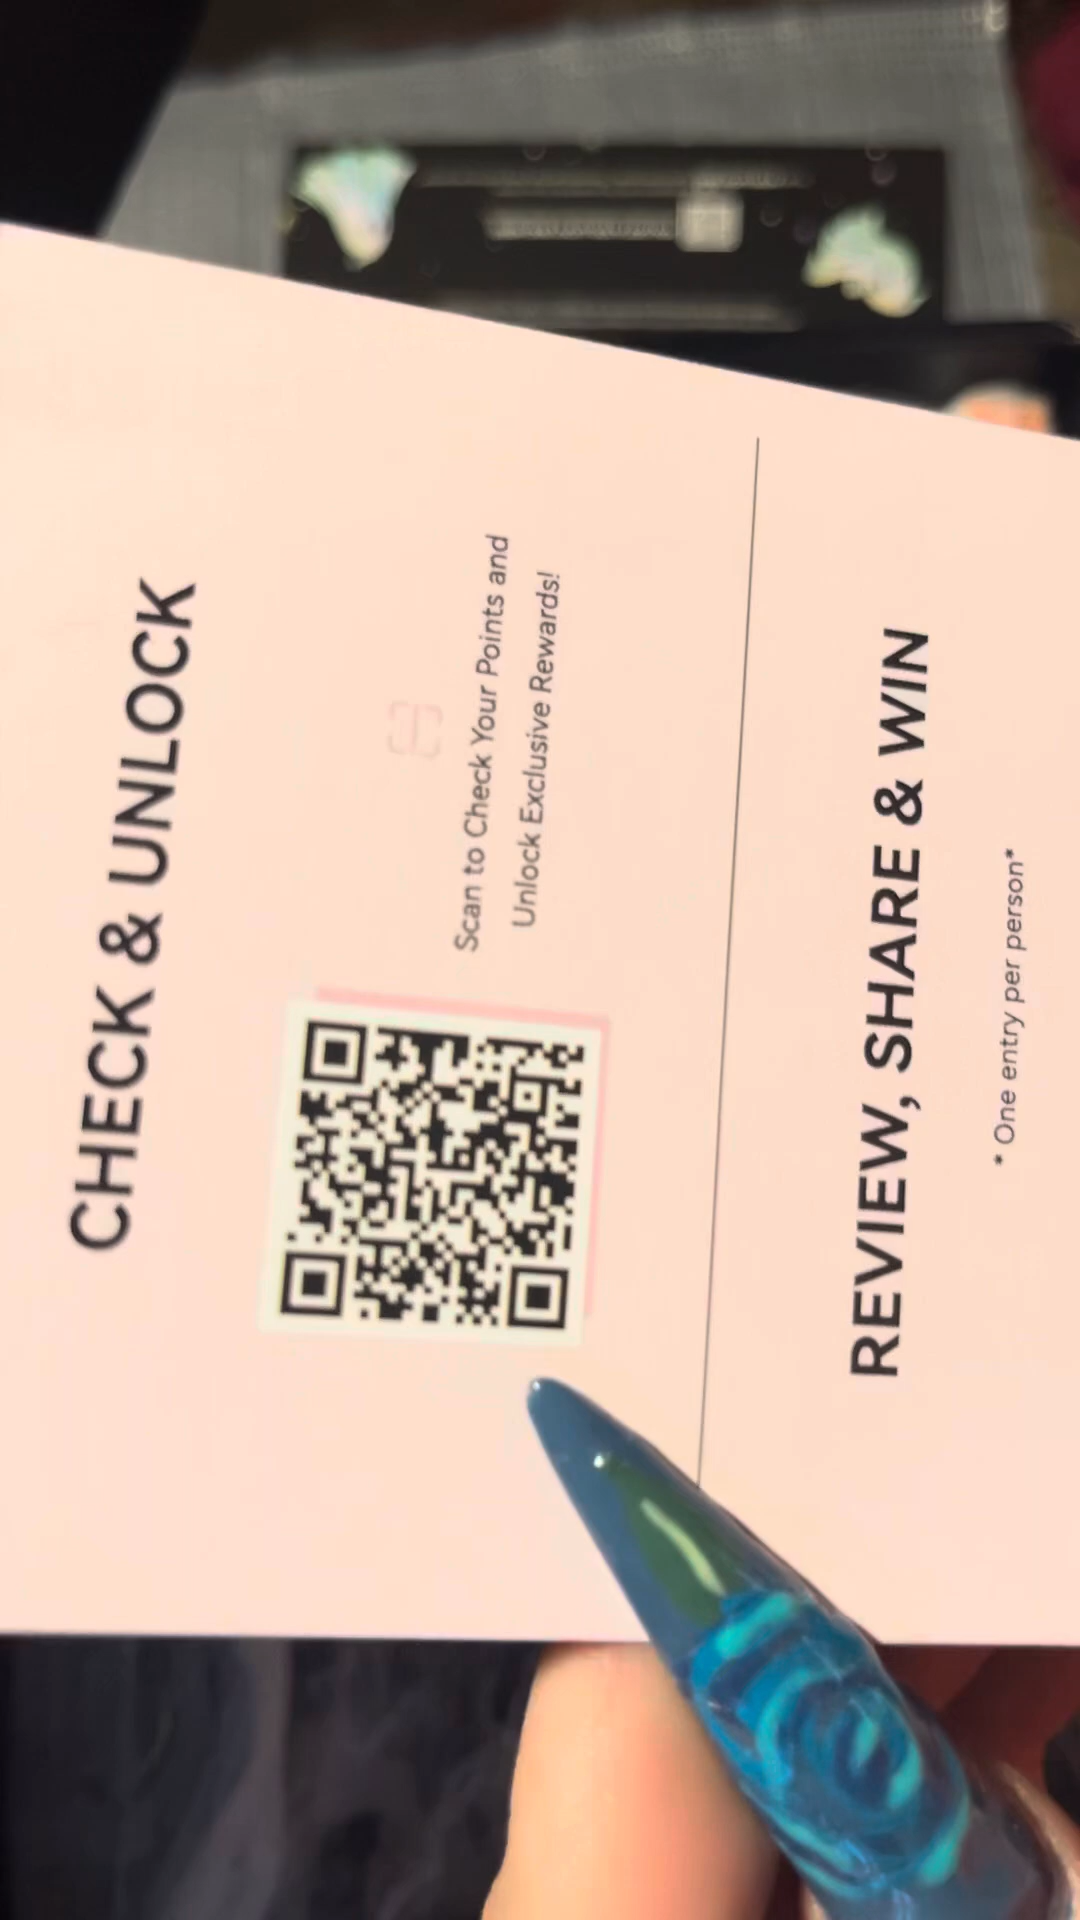 CHECK & UNLOCK
Scan to Check Your Points and
Unlock Exclusive Rewards!
REVIEW, SHARE & WIN
* One entry per person*